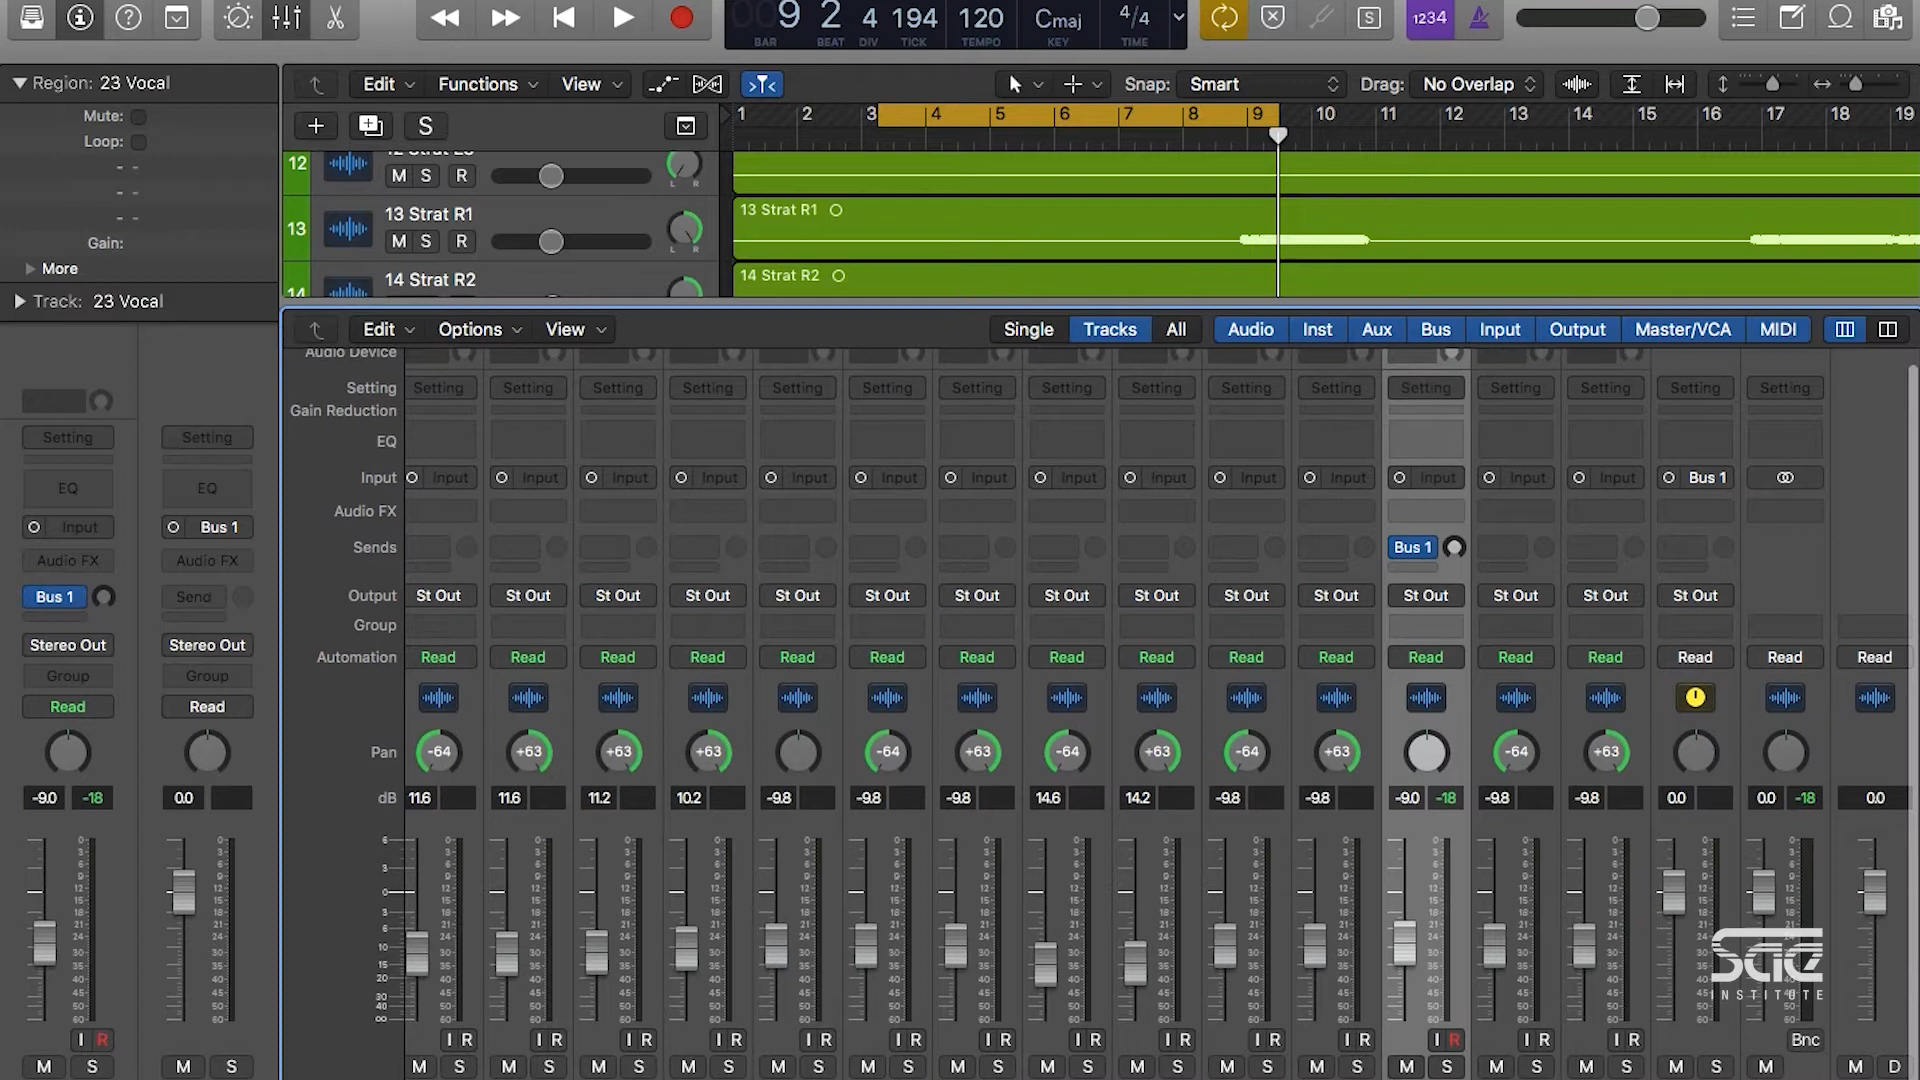 9 2 4 194 120 Cmaj 4/4
BAR BEAT DIV TICK TEMPO KEY TIME
S 1234
Region: 23 Vocal
Mute:
Loop:
Gain:
More
Track: 23 Vocal
Edit Functions View Snap: Smart Drag: No Overlap
S
1 2 3 4 5 6 7 8 9 10 11 12 13 14 15 16 17 18 19
12 M S R L R
13 13 Strat R1 M S R L R
13 Strat R1
14 14 Strat R2
14 Strat R2
Edit Options View Single Tracks All Audio Inst Aux Bus Input Output Master/VCA MIDI
Audio Device
Setting Setting Setting Setting Setting Setting Setting Setting Setting Setting Setting Setting Setting Setting Setting Setting Setting
Gain Reduction
EQ
Input Input Input Input Input Input Input Input Input Input Input Input Input Input Input Bus 1
Audio FX
Sends Bus 1
Output St Out St Out St Out St Out St Out St Out St Out St Out St Out St Out St Out St Out St Out St Out St Out
Group
Automation Read Read Read Read Read Read Read Read Read Read Read Read Read Read Read Read Read
Pan -64 +63 +63 +63 -64 +63 -64 +63 -64 +63 -64 +63
dB 11.6 11.6 11.2 10.2 -9.8 -9.8 -9.8 14.6 14.2 -9.8 -9.8 -9.0 -18 -9.8 -9.8 0.0 0.0 -18 0.0
Setting Setting
EQ EQ
Input Bus 1
Audio FX Audio FX
Bus 1 Send
Stereo Out Stereo Out
Group Group
Read Read
-9.0 -18 0.0
I R I R I R I R I R I R I R I R I R I R I R I R I R I R I R Bnc
M S M S M S M S M S M S M S M S M S M S M S M S M S M S M S M S M S M M D
SAE
INSTITUTE